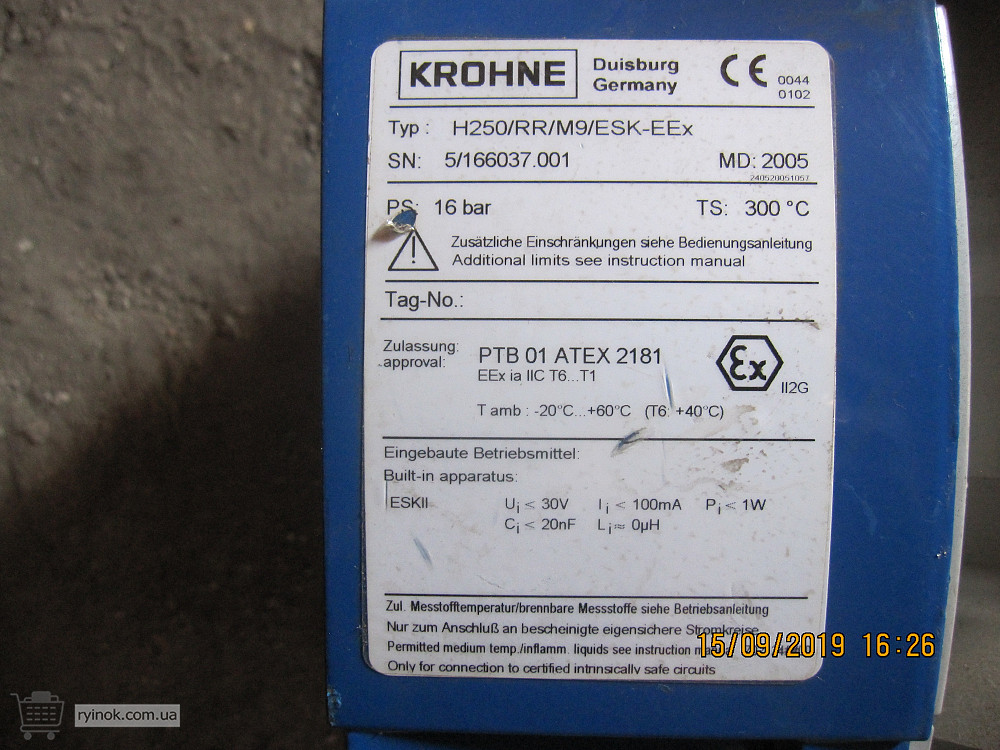 KROHNE
Duisburg
Germany
CE 0044
0102
Typ : H250/RR/M9/ESK-EEx
SN: 5/166037.001 MD: 2005
240520051057
PS: 16 bar TS: 300 °C
Zusätzliche Einschränkungen siehe Bedienungsanleitung
Additional limits see instruction manual
Tag-No.:
Zulassung:
approval: PTB 01 ATEX 2181
EEx ia IIC T6...T1
Ex II2G
T amb : -20°C...+60°C (T6: +40°C)
Eingebaute Betriebsmittel:
Built-in apparatus:
ESKII Ui < 30V Ii < 100mA Pi < 1W
Ci < 20nF Li ≈ 0µH
Zul. Messtofftemperatur/brennbare Messstoffe siehe Betriebsanleitung
Nur zum Anschluß an bescheinigte eigensichere Stromkreise
Permitted medium temp./inflamm. liquids see instruction
Only for connection to certified intrinsically safe circuits
15/09/2019 16:26
ryinok.com.ua